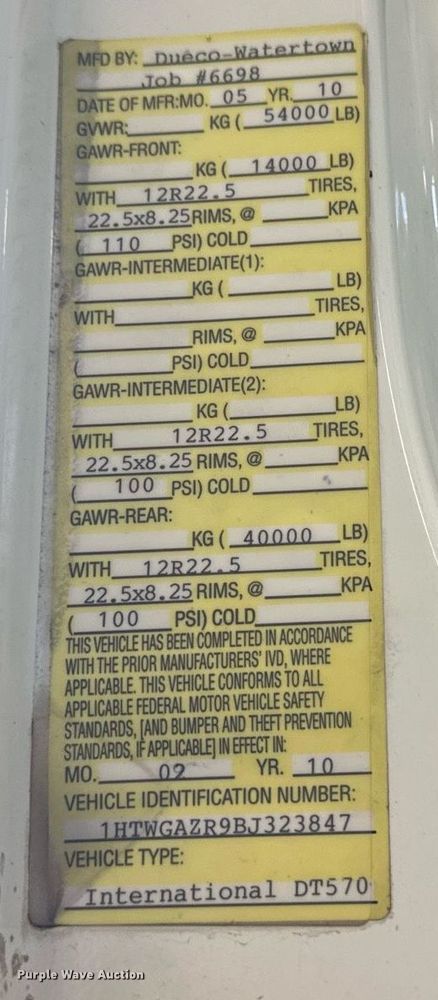 MFD BY: Dueco-Watertown
Job #6698
DATE OF MFR:MO. 05 YR. 10
GVWR: KG ( 54000 LB)
GAWR-FRONT:
KG ( 14000 LB)
WITH 12R22.5 TIRES,
22.5x8.25 RIMS, @ KPA
( 110 PSI) COLD
GAWR-INTERMEDIATE(1):
KG ( LB)
WITH TIRES,
RIMS, @ KPA
( PSI) COLD
GAWR-INTERMEDIATE(2):
KG ( LB)
WITH 12R22.5 TIRES,
22.5x8.25 RIMS, @ KPA
( 100 PSI) COLD
GAWR-REAR:
KG ( 40000 LB)
WITH 12R22.5 TIRES,
22.5x8.25 RIMS, @ KPA
( 100 PSI) COLD
THIS VEHICLE HAS BEEN COMPLETED IN ACCORDANCE
WITH THE PRIOR MANUFACTURERS' IVD, WHERE
APPLICABLE. THIS VEHICLE CONFORMS TO ALL
APPLICABLE FEDERAL MOTOR VEHICLE SAFETY
STANDARDS, [AND BUMPER AND THEFT PREVENTION
STANDARDS, IF APPLICABLE] IN EFFECT IN:
MO. 02 YR. 10
VEHICLE IDENTIFICATION NUMBER:
1HTWGAZR9BJ323847
VEHICLE TYPE:
International DT570
Purple Wave Auction